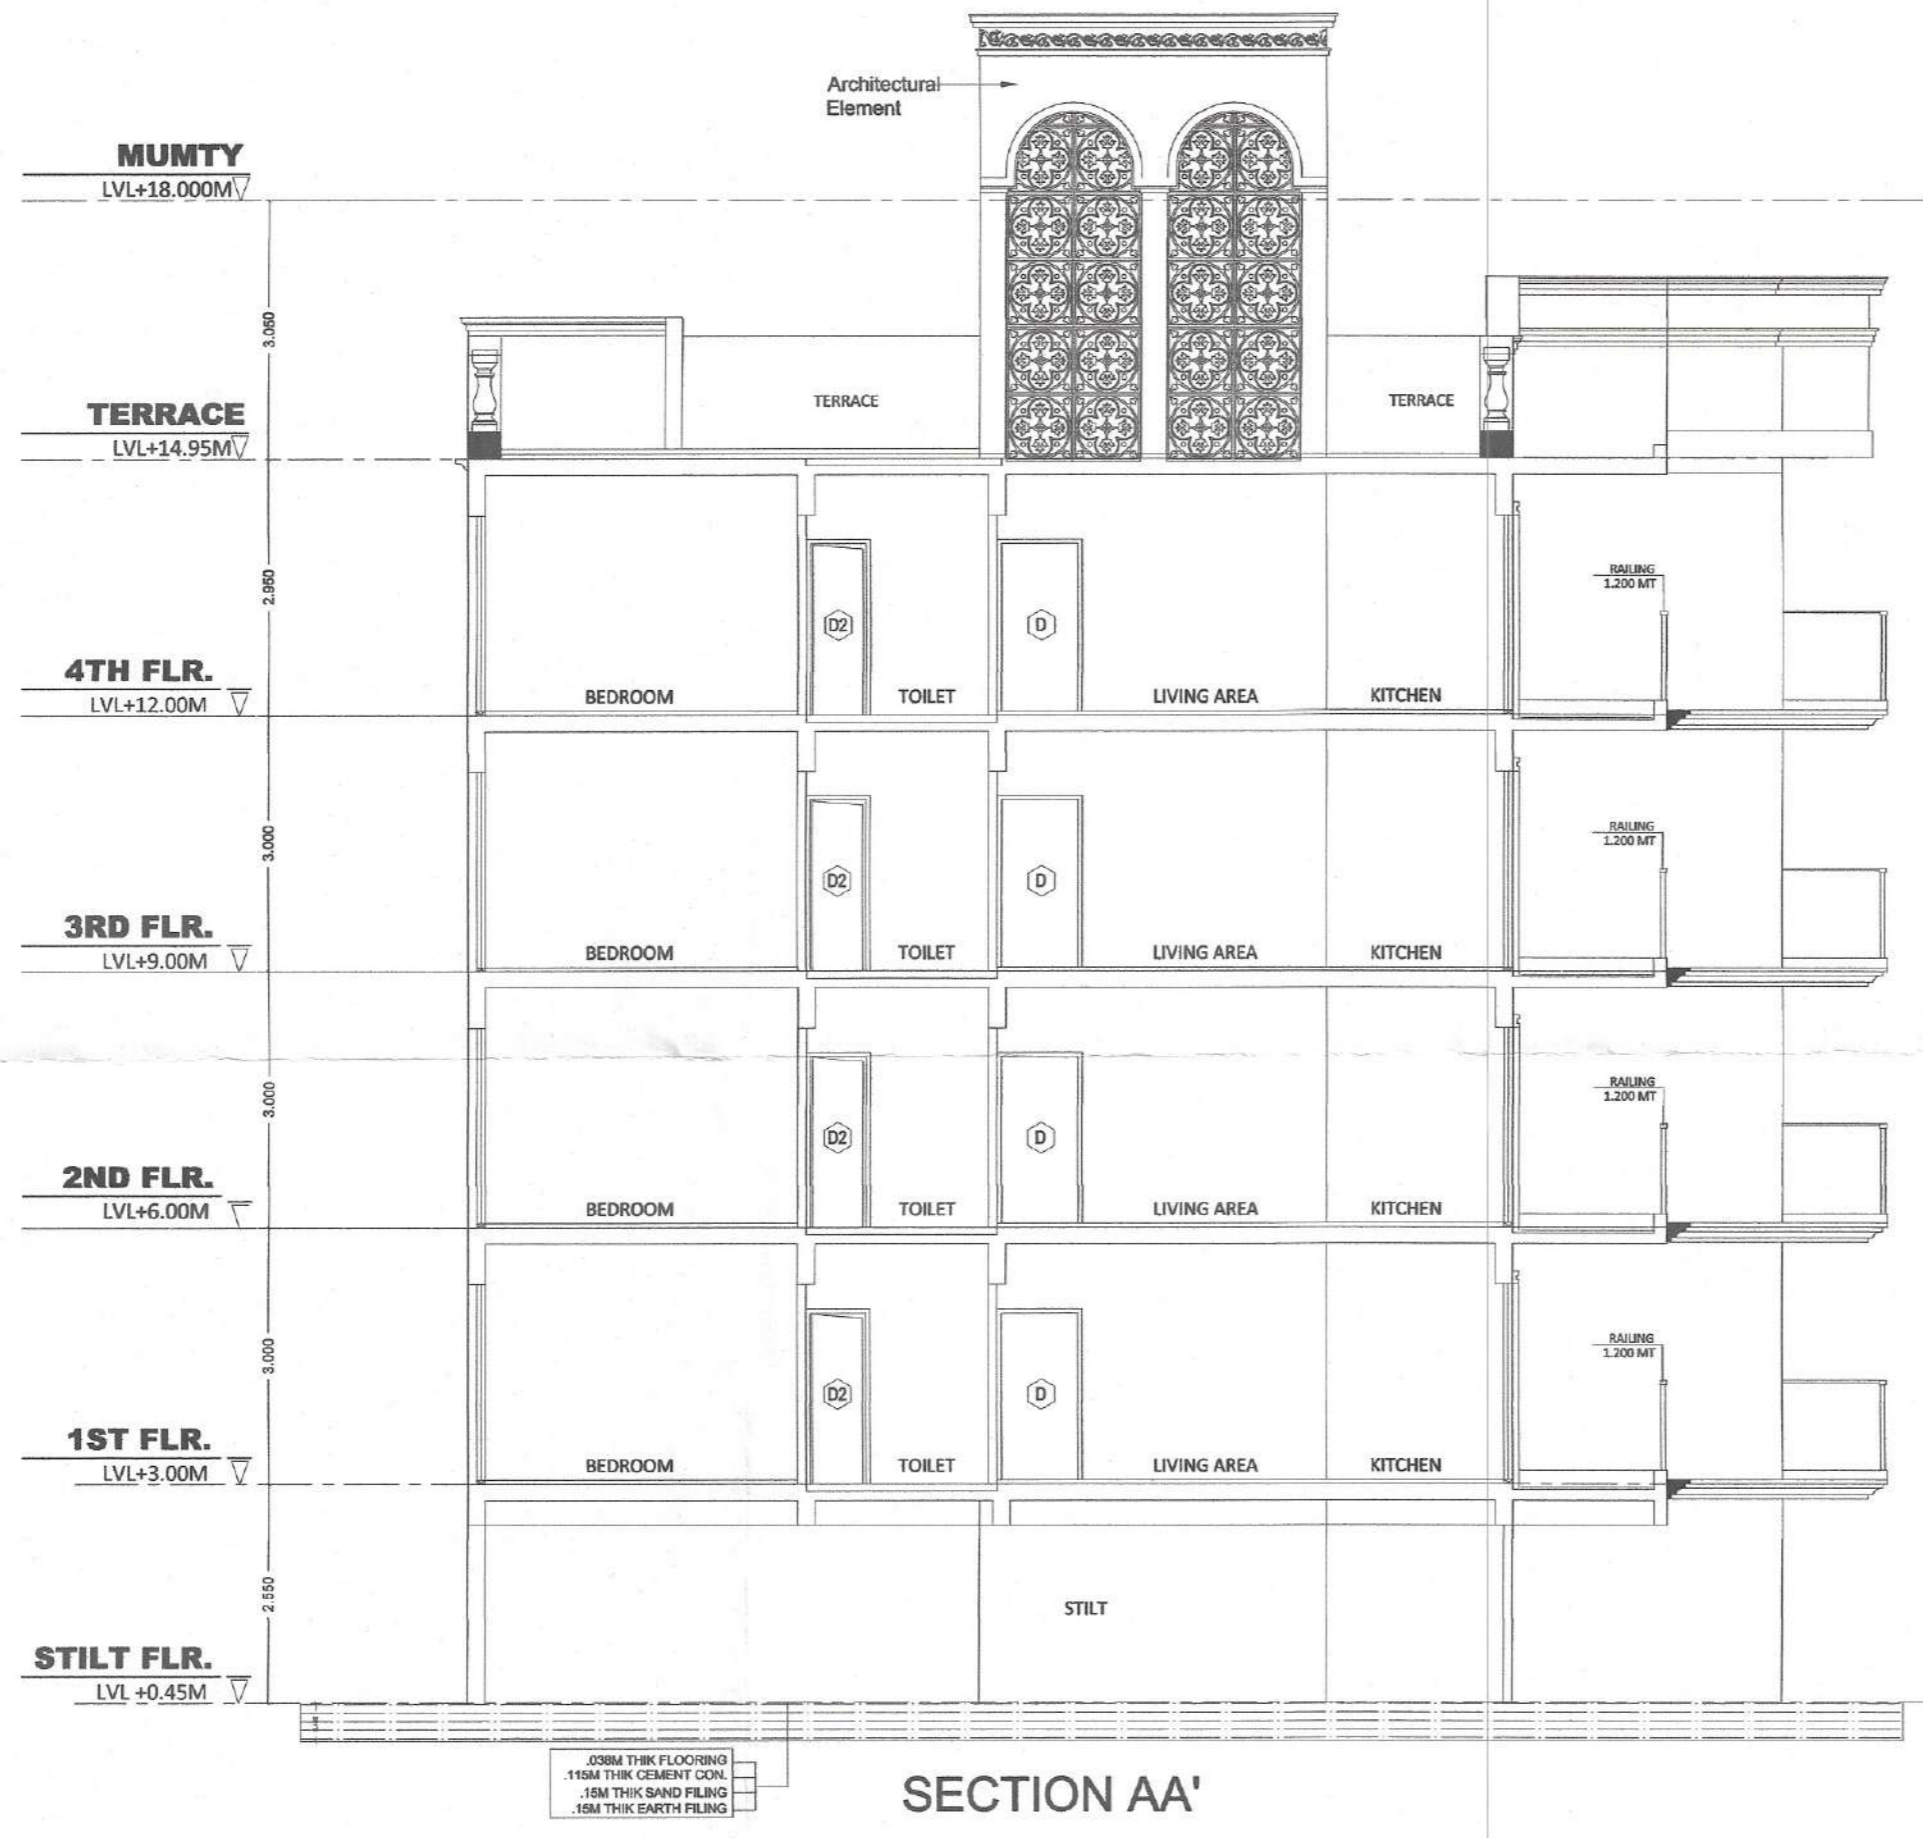 Architectural
Element
MUMTY
LVL+18.000M
3.050
TERRACE
TERRACE
TERRACE
LVL+14.95M
2.950
D2
D
RAILING
1.200 MT
4TH FLR.
LVL+12.00M
BEDROOM
TOILET
LIVING AREA
KITCHEN
3.000
D2
D
RAILING
1.200 MT
3RD FLR.
LVL+9.00M
BEDROOM
TOILET
LIVING AREA
KITCHEN
3.000
D2
D
RAILING
1.200 MT
2ND FLR.
LVL+6.00M
BEDROOM
TOILET
LIVING AREA
KITCHEN
3.000
D2
D
RAILING
1.200 MT
1ST FLR.
LVL+3.00M
BEDROOM
TOILET
LIVING AREA
KITCHEN
2.550
STILT
STILT FLR.
LVL +0.45M
.038M THIK FLOORING
.115M THIK CEMENT CON.
.15M THIK SAND FILING
.15M THIK EARTH FILING
SECTION AA'